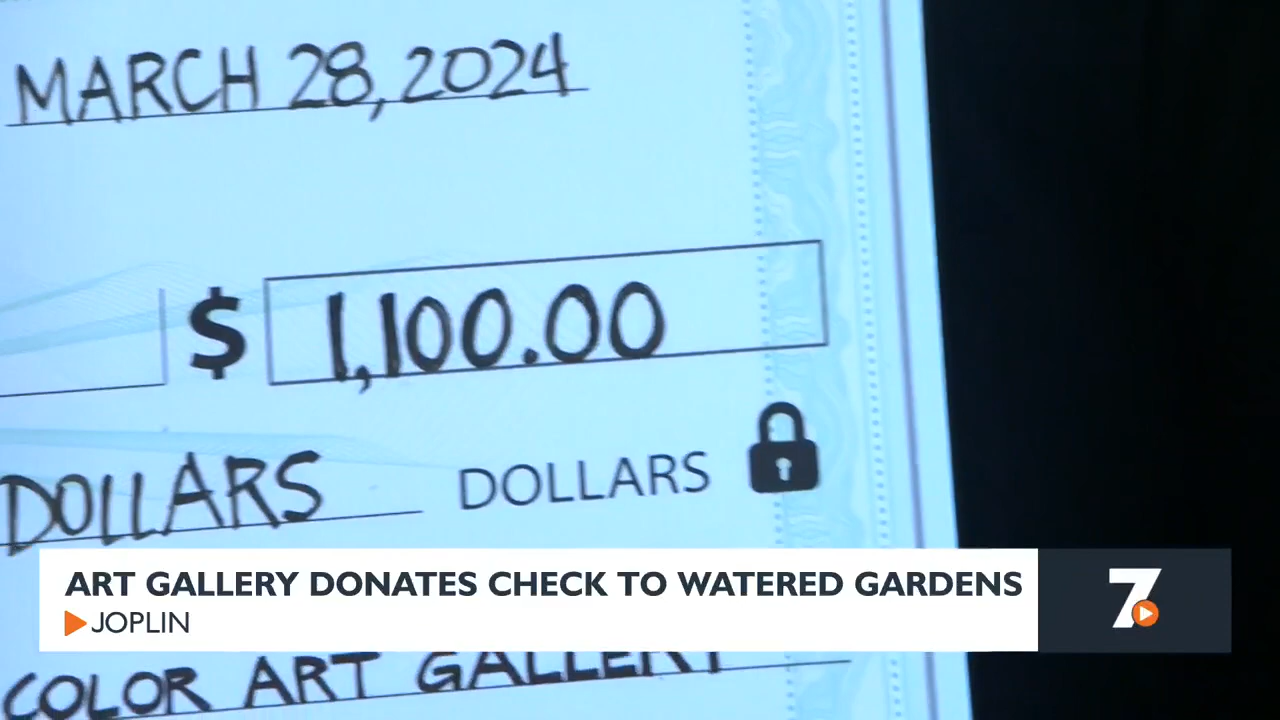 MARCH 28, 2024
$ 1,100.00
DOLLARS DOLLARS
ART GALLERY DONATES CHECK TO WATERED GARDENS
JOPLIN
7
COLOR ART GALLERY